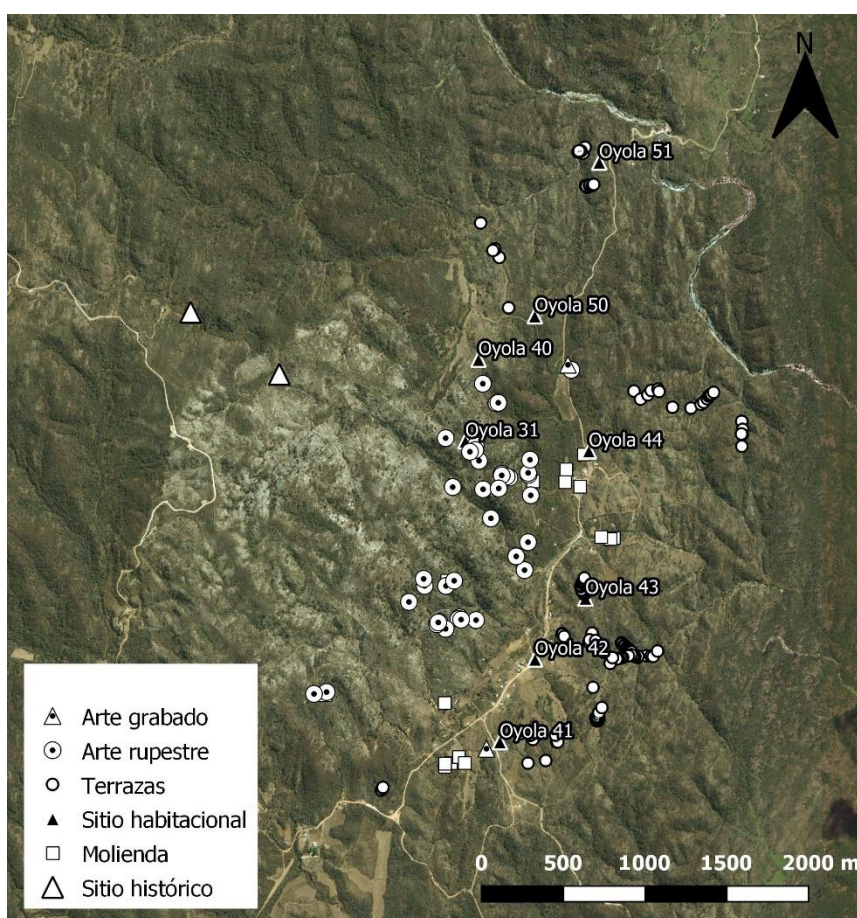 N
Oyola 51
Oyola 50
Oyola 40
Oyola 31
Oyola 44
Oyola 43
Oyola 42
Oyola 41
Arte grabado
Arte rupestre
Terrazas
Sitio habitacional
Molienda
Sitio histórico
0 500 1000 1500 2000 m